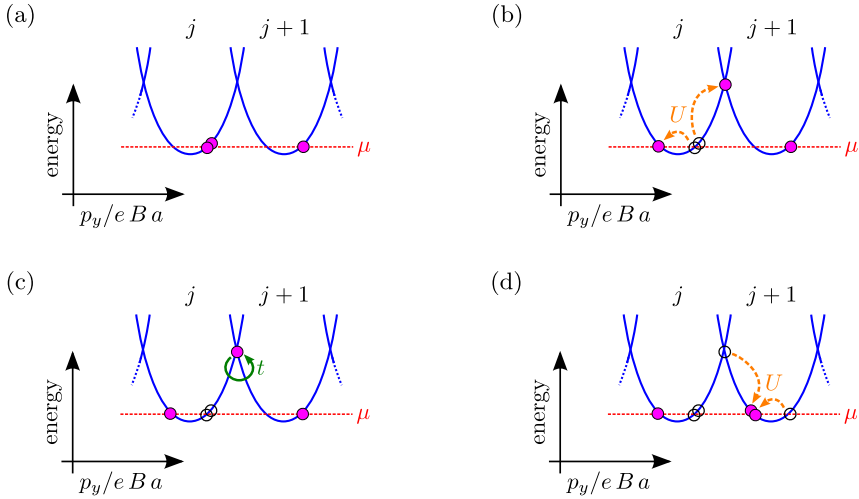 (a)
j
j + 1
energy
μ
p_y/e B a
(b)
j
j + 1
U
energy
μ
p_y/e B a
(c)
j
j + 1
t
energy
μ
p_y/e B a
(d)
j
j + 1
U
energy
μ
p_y/e B a